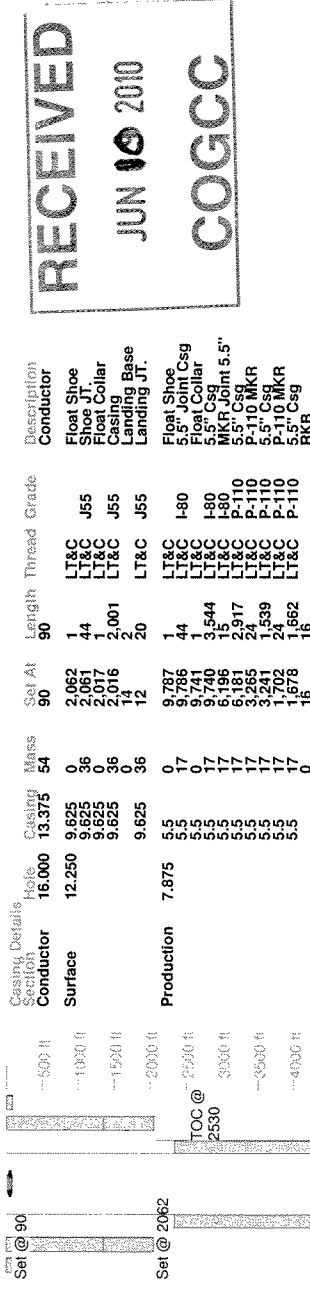 RECEIVED
JUN 2010
COGCC
Casing Details
Section Hole Casing Mass Set At Length Thread Grade Description
Conductor 16.000 13.375 54 90 90 Conductor
Surface 12.250 9.625 0 2,062 1 LT&C Float Shoe
9.625 36 2,061 44 LT&C J55 Shoe JT.
9.625 0 2,017 1 LT&C Float Collar
9.625 36 2,016 2,001 LT&C J55 Casing
0 14 2 Landing Base
9.625 36 12 20 LT&C J55 Landing JT.
Production 7.875 5.5 0 9,787 1 LT&C Float Shoe
5.5 17 9,786 44 LT&C I-80 5.5" Joint Csg
5.5 0 9,741 1 LT&C Float Collar
5.5 17 9,740 3,544 LT&C I-80 5.5" Csg
5.5 17 6,196 15 LT&C I-80 MKR Joint 5.5"
5.5 17 6,181 2,917 LT&C P-110 5.5" Csg
5.5 17 3,265 24 LT&C P-110 P-110 MKR
5.5 17 3,241 1,539 LT&C P-110 5.5" Csg
5.5 17 1,702 24 LT&C P-110 P-110 MKR
5.5 17 1,678 1,662 LT&C P-110 5.5" Csg
0 16 16 RKB
Set @ 90
500 ft
1000 ft
1500 ft
2000 ft
Set @ 2062
2500 ft
TOC @
2530
3000 ft
3500 ft
4000 ft